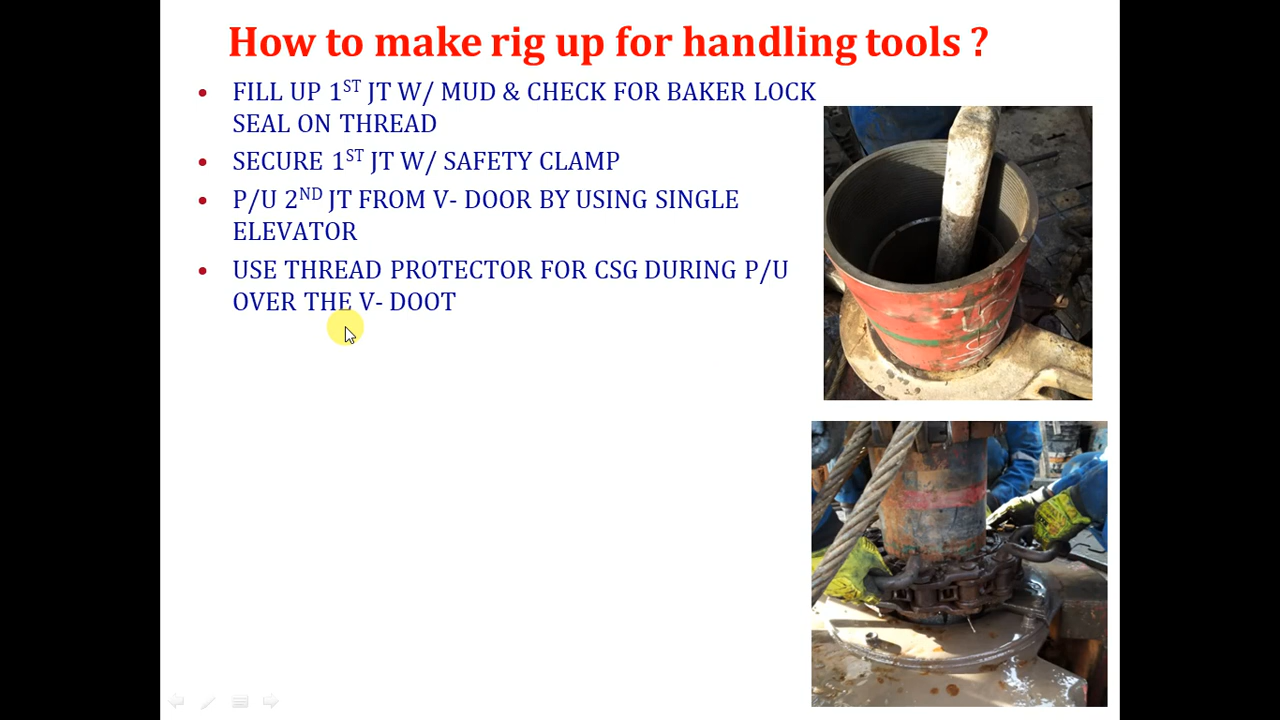 How to make rig up for handling tools ?
• FILL UP 1ST JT W/ MUD & CHECK FOR BAKER LOCK
SEAL ON THREAD
• SECURE 1ST JT W/ SAFETY CLAMP
• P/U 2ND JT FROM V- DOOR BY USING SINGLE
ELEVATOR
• USE THREAD PROTECTOR FOR CSG DURING P/U
OVER THE V- DOOT